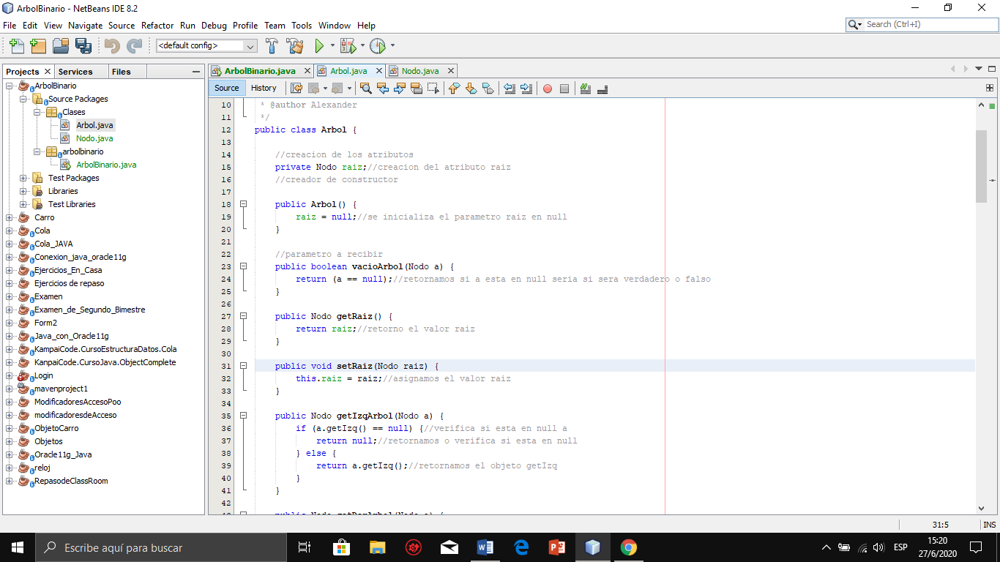 ArbolBinario - NetBeans IDE 8.2
File Edit View Navigate Source Refactor Run Debug Profile Team Tools Window Help
Search (Ctrl+I)
<default config>
Projects Services Files
ArbolBinario
Source Packages
Clases
Arbol.java
Nodo.java
arbolbinario
ArbolBinario.java
Test Packages
Libraries
Test Libraries
Carro
Cola
Cola_JAVA
Conexion_java_oracle11g
Ejercicios_En_Casa
Ejercicios de repaso
Examen
Examen_de_Segundo_Bimestre
Form2
Java_con_Oracle11g
KampaiCode.CursoEstructuraDatos.Cola
KanpaiCode.CursoJava.ObjectComplete
Login
mavenproject1
ModificadoresAccesoPoo
modificadoresdeAcceso
ObjetoCarro
Objetos
Oracle11g_Java
reloj
RepasodeClassRoom
ArbolBinario.java Arbol.java Nodo.java
Source History
10 * @author Alexander
11 */
12 public class Arbol {
13
14 //creacion de los atributos
15 private Nodo raiz;//creacion del atributo raiz
16 //creador de constructor
17
18 public Arbol() {
19 raiz = null;//se inicializa el parametro raiz en null
20 }
21
22 //parametro a recibir
23 public boolean vacioArbol(Nodo a) {
24 return (a == null);//retornamos si a esta en null seria si sera verdadero o falso
25 }
26
27 public Nodo getRaiz() {
28 return raiz;//retorno el valor raiz
29 }
30
31 public void setRaiz(Nodo raiz) {
32 this.raiz = raiz;//asignamos el valor raiz
33 }
34
35 public Nodo getIzqArbol(Nodo a) {
36 if (a.getIzq() == null) {//verifica si esta en null a
37 return null;//retornamos o verifica si esta en null
38 } else {
39 return a.getIzq();//retornamos el objeto getIzq
40 }
41 }
42
public Nodo getDerArbol(Nodo a) {
31:5 INS
Escribe aquí para buscar
ESP
15:20
27/6/2020